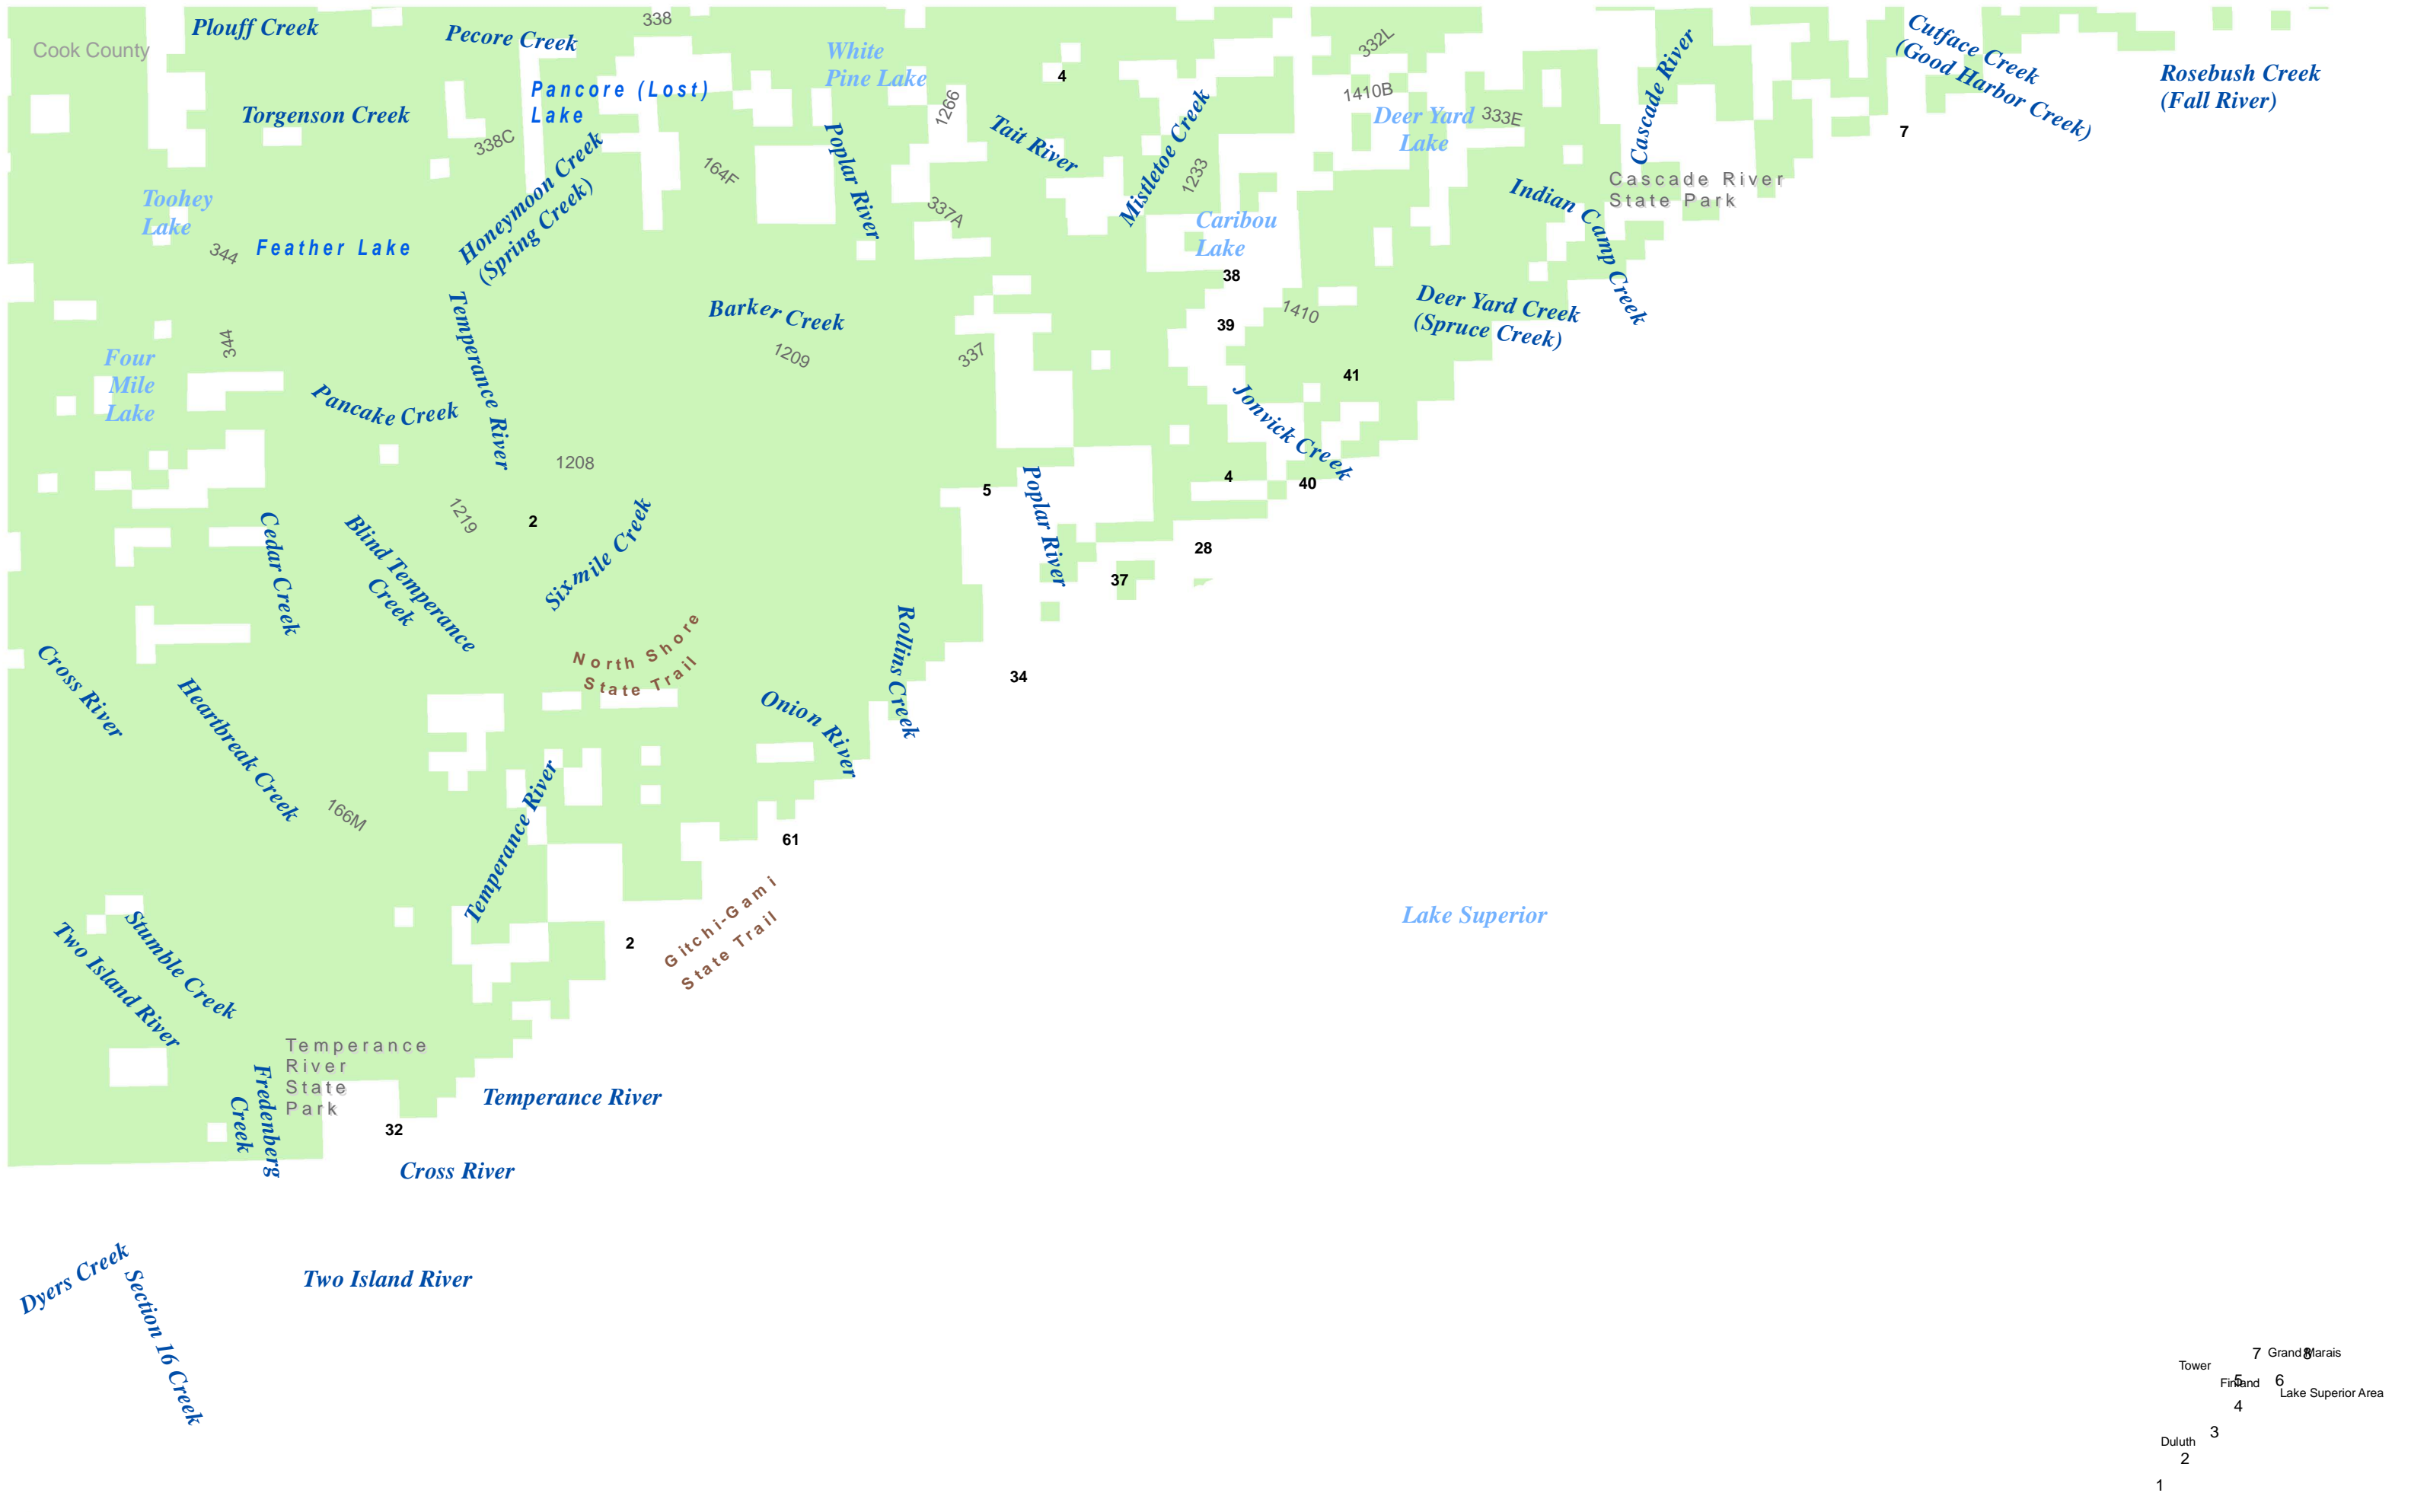 Plouff Creek
Pecore Creek
338
Cook County
White
Pine Lake
4
332L
Cascade River
Cutface Creek
(Good Harbor Creek)
Rosebush Creek
(Fall River)
Torgenson Creek
Pancore (Lost)
Lake
338C
1266
1410B
Deer Yard
Lake
333E
7
Honeymoon Creek
(Spring Creek)
164F
Poplar River
Tait River
Mistletoe Creek
1233
337A
Cascade River
State Park
Indian Camp Creek
Toohey
Lake
344
Feather Lake
Caribou
Lake
38
39
1410
Deer Yard Creek
(Spruce Creek)
Temperance River
Barker Creek
1209
337
344
Four
Mile
Lake
Pancake Creek
41
Jonvick Creek
1208
4
40
5
Poplar River
1219
2
Sixmile Creek
Cedar Creek
Blind Temperance
Creek
28
37
Rollins Creek
North Shore
State Trail
34
Cross River
Heartbreak Creek
Onion River
166M
Temperance River
61
Gitchi-Gami
State Trail
2
Lake Superior
Stumble Creek
Two Island River
Temperance
River
State
Park
Fredenberg
Creek
Temperance River
32
Cross River
Dyers Creek
Section 16 Creek
Two Island River
7
Grand Marais
8
Tower
Finland
5
6
Lake Superior Area
4
3
Duluth
2
1